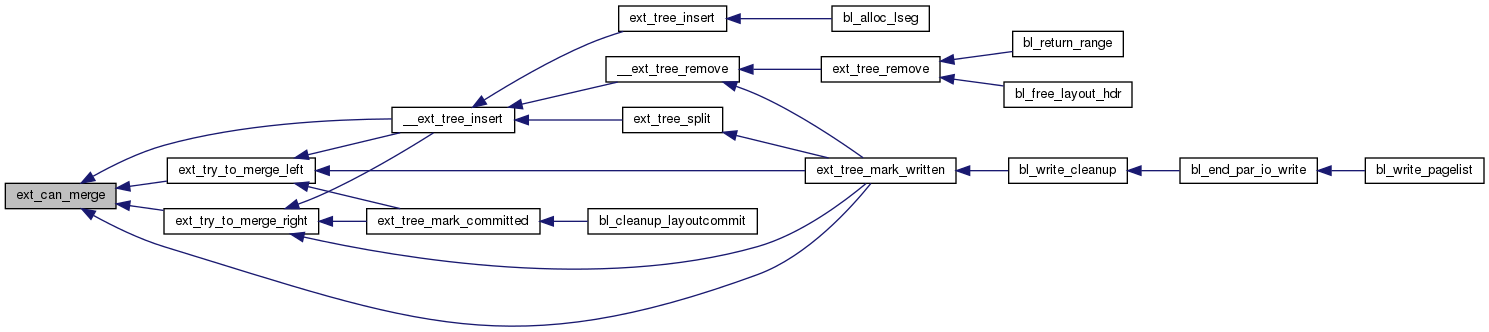 ext_tree_insert
bl_alloc_lseg
bl_return_range
__ext_tree_remove
ext_tree_remove
bl_free_layout_hdr
__ext_tree_insert
ext_tree_split
ext_try_to_merge_left
ext_tree_mark_written
bl_write_cleanup
bl_end_par_io_write
bl_write_pagelist
ext_can_merge
ext_try_to_merge_right
ext_tree_mark_committed
bl_cleanup_layoutcommit